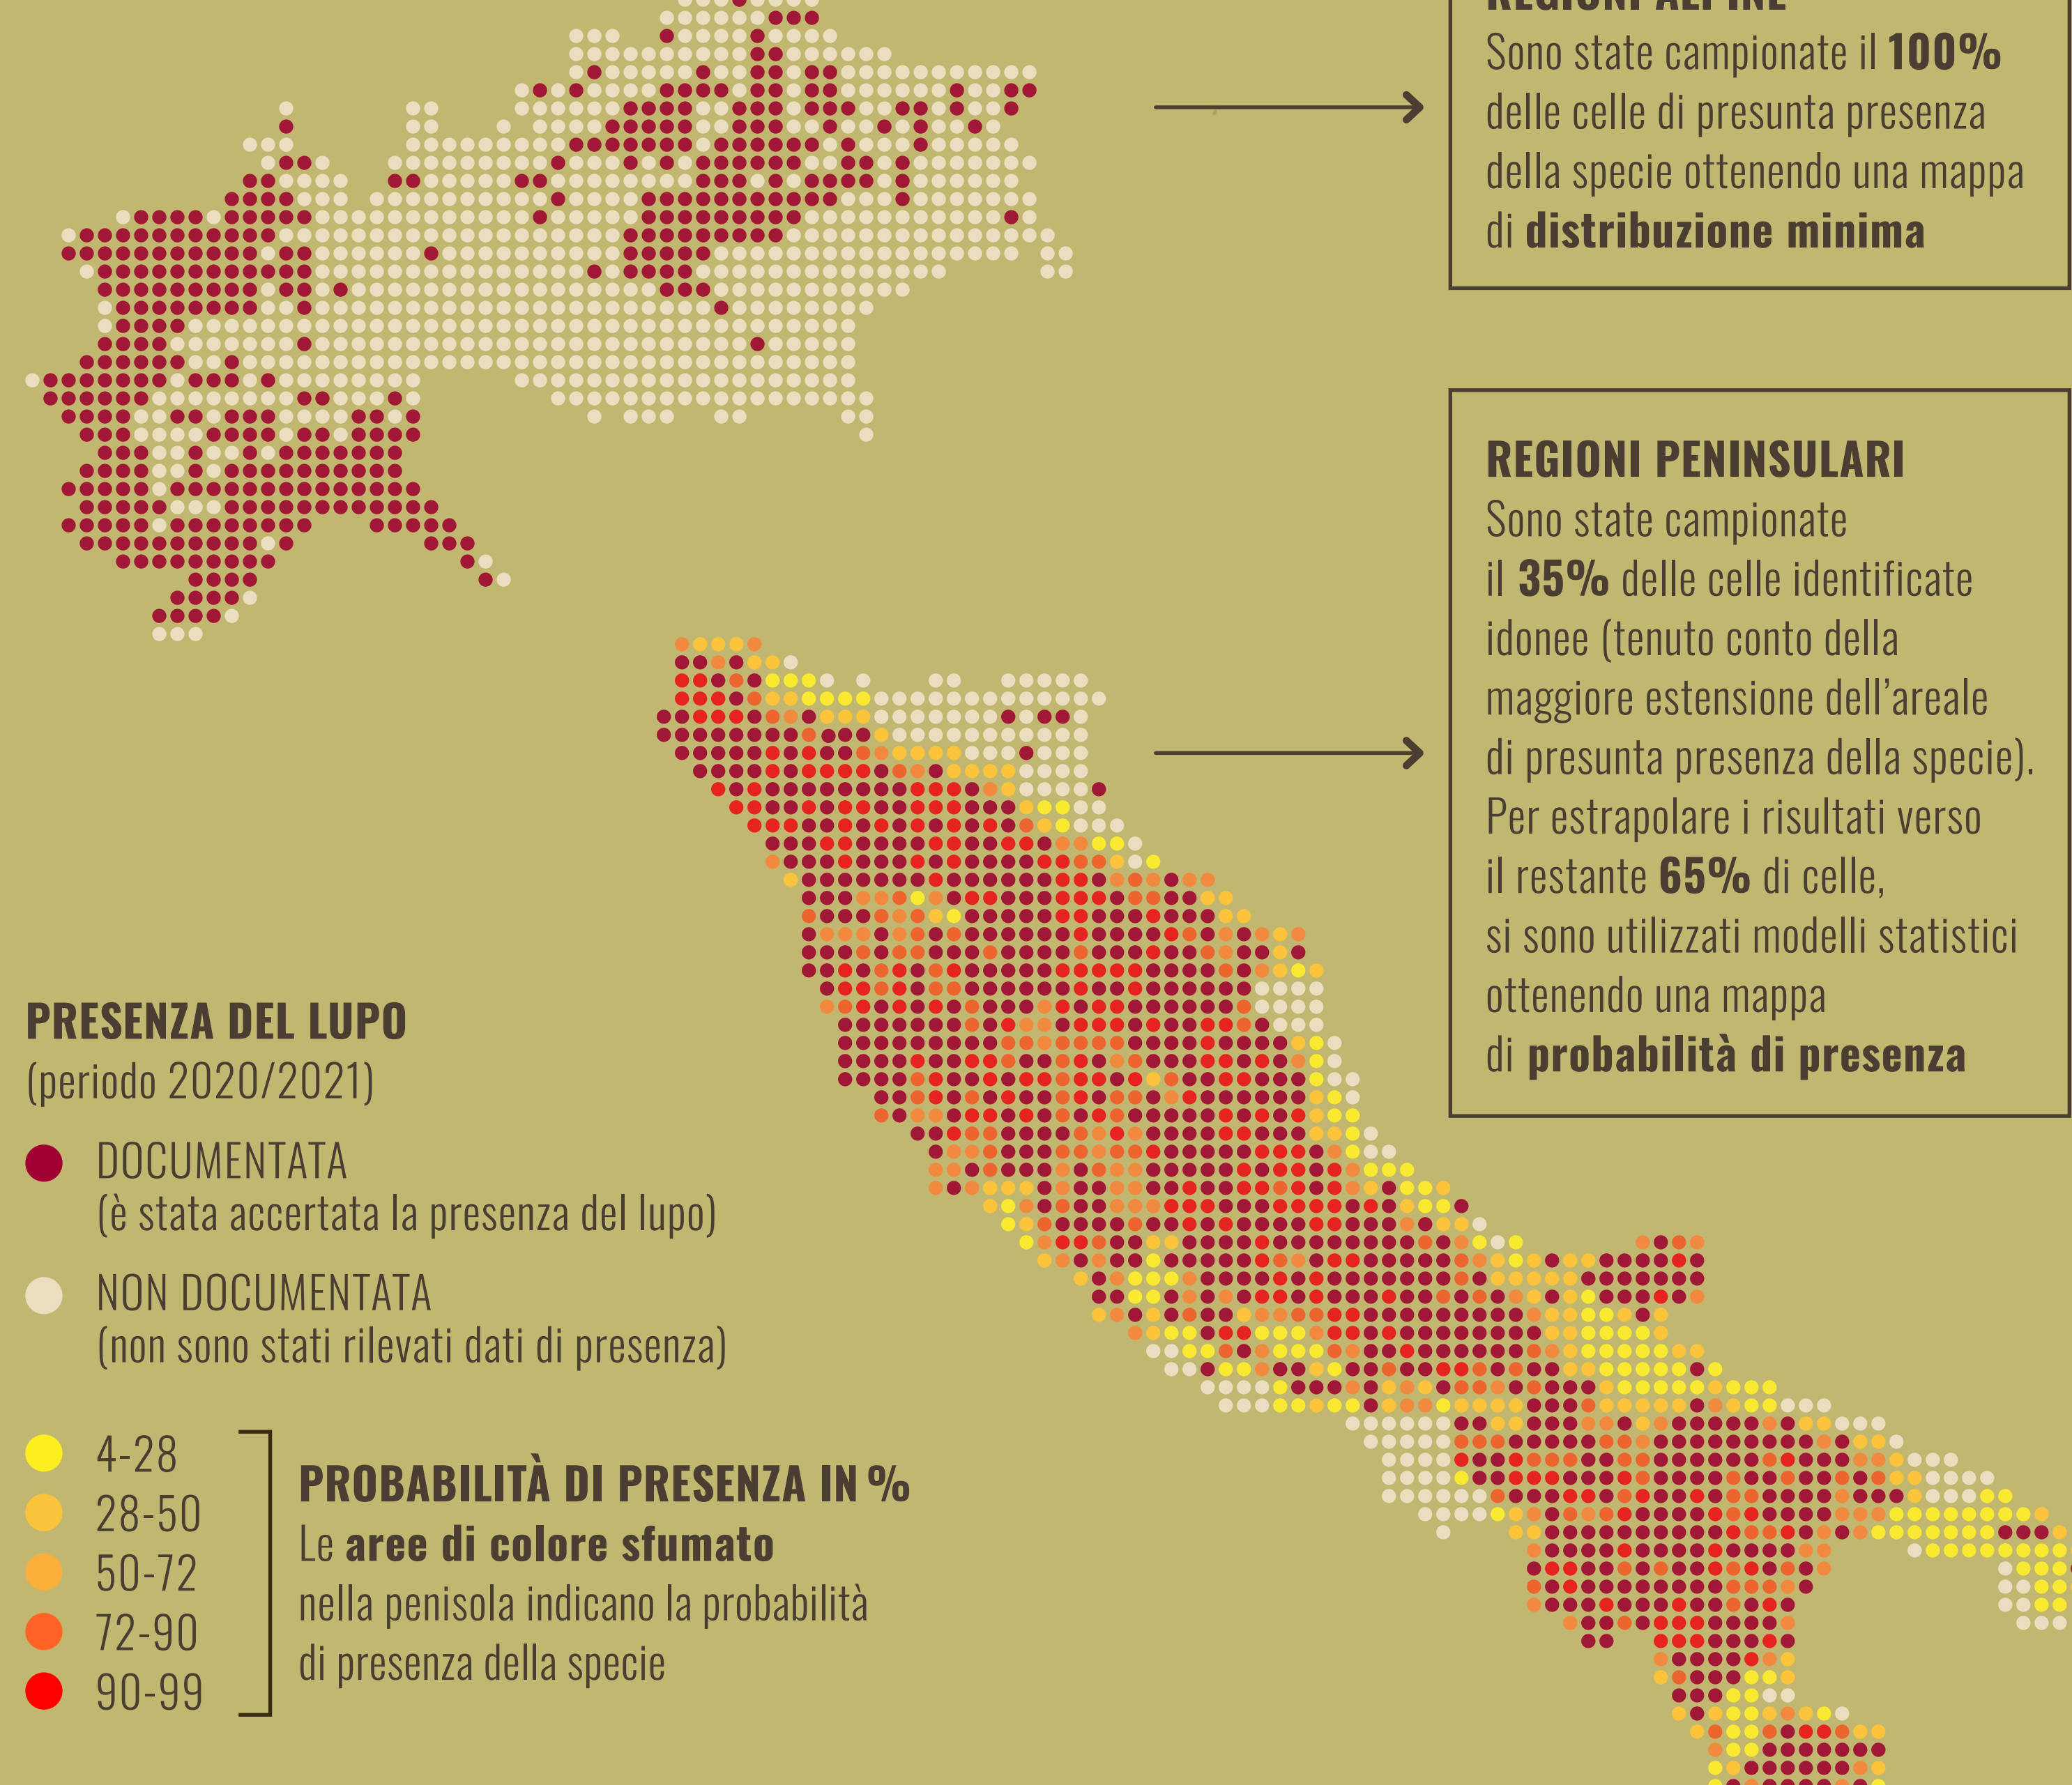 REGIONI ALPINE
Sono state campionate il 100%
delle celle di presunta presenza
della specie ottenendo una mappa
di distribuzione minima
REGIONI PENINSULARI
Sono state campionate
il 35% delle celle identificate
idonee (tenuto conto della
maggiore estensione dell’areale
di presunta presenza della specie).
Per estrapolare i risultati verso
il restante 65% di celle,
si sono utilizzati modelli statistici
ottenendo una mappa
di probabilità di presenza
PRESENZA DEL LUPO
(periodo 2020/2021)
DOCUMENTATA
(è stata accertata la presenza del lupo)
NON DOCUMENTATA
(non sono stati rilevati dati di presenza)
4-28
28-50
50-72
72-90
90-99
PROBABILITÀ DI PRESENZA IN %
Le aree di colore sfumato
nella penisola indicano la probabilità
di presenza della specie